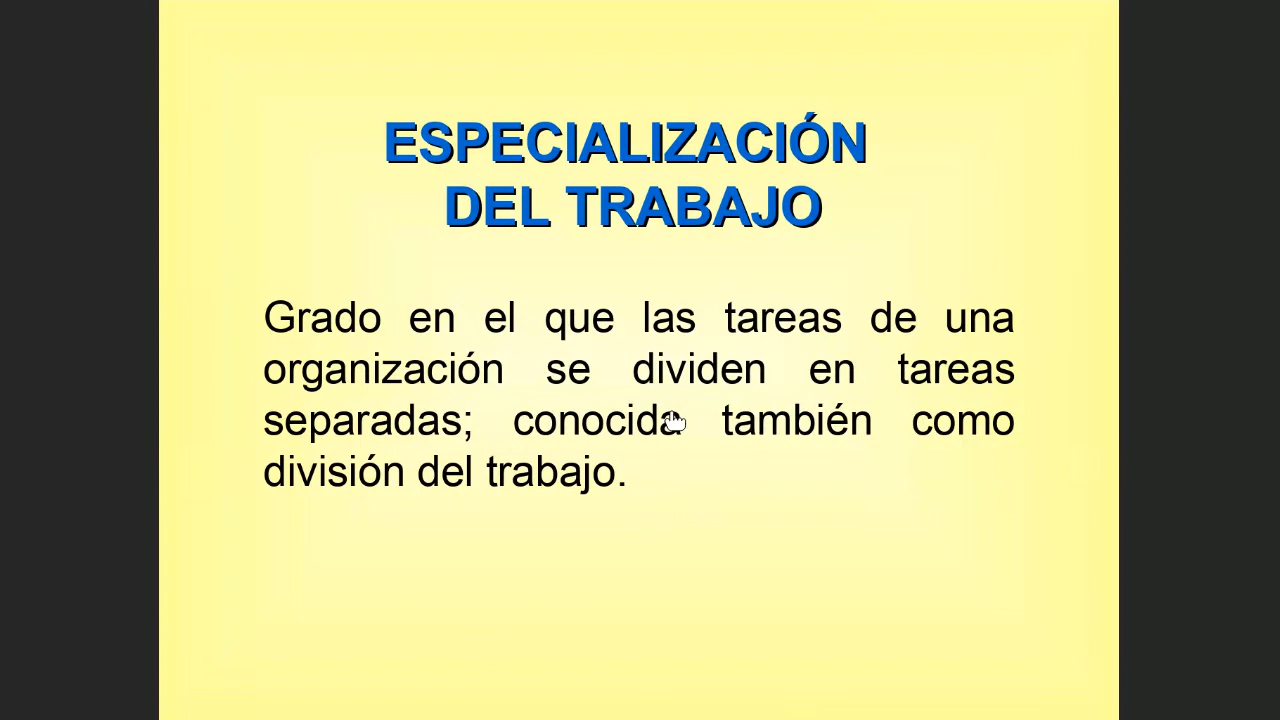 ESPECIALIZACIÓN
DEL TRABAJO
Grado en el que las tareas de una
organización se dividen en tareas
separadas; conocida también como
división del trabajo.